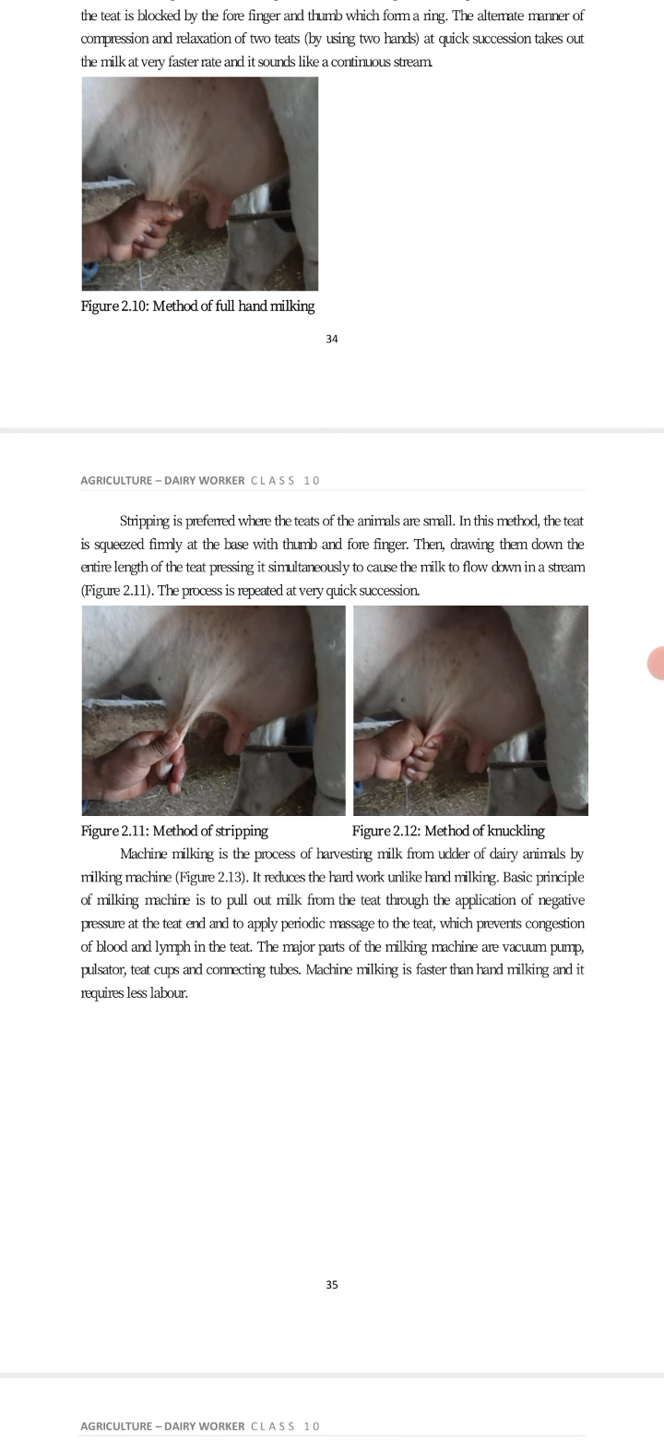 the teat is blocked by the fore finger and thumb which form a ring. The alternate manner of
compression and relaxation of two teats (by using two hands) at quick succession takes out
the milk at very faster rate and it sounds like a continuous stream.
Figure 2.10: Method of full hand milking
34
AGRICULTURE – DAIRY WORKER CLASS 10
Stripping is preferred where the teats of the animals are small. In this method, the teat
is squeezed firmly at the base with thumb and fore finger. Then, drawing them down the
entire length of the teat pressing it simultaneously to cause the milk to flow down in a stream
(Figure 2.11). The process is repeated at very quick succession.
Figure 2.11: Method of stripping
Figure 2.12: Method of knuckling
Machine milking is the process of harvesting milk from udder of dairy animals by
milking machine (Figure 2.13). It reduces the hard work unlike hand milking. Basic principle
of milking machine is to pull out milk from the teat through the application of negative
pressure at the teat end and to apply periodic massage to the teat, which prevents congestion
of blood and lymph in the teat. The major parts of the milking machine are vacuum pump,
pulsator, teat cups and connecting tubes. Machine milking is faster than hand milking and it
requires less labour.
35
AGRICULTURE – DAIRY WORKER CLASS 10